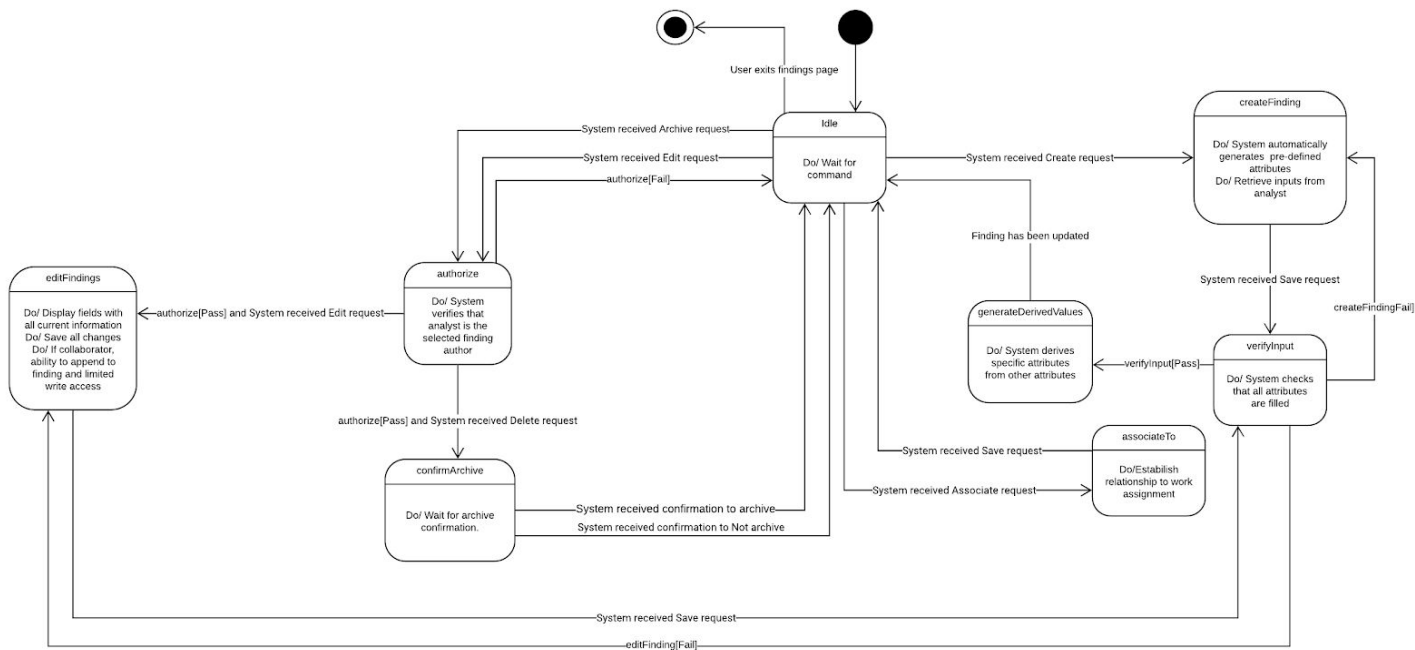 User exits findings page
createFinding
Idle
System received Archive request
Do/ System automatically
generates pre-defined
attributes
Do/ Retrieve inputs from
analyst
System received Edit request
Do/ Wait for
command
System received Create request
authorize[Fail]
Finding has been updated
editFindings
authorize
System received Save request
Do/ Display fields with
all current information
Do/ Save all changes
Do/ If collaborator,
ability to append to
finding and limited
write access
authorize[Pass] and System received Edit request
Do/ System
verifies that
analyst is the
selected finding
author
generateDerivedValues
createFindingFail]
Do/ System derives
specific attributes
from other attributes
verifyInput[Pass]
verifyInput
Do/ System checks
that all attributes
are filled
authorize[Pass] and System received Delete request
associateTo
System received Save request
Do/Estabilish
relationship to work
assignment
confirmArchive
System received Associate request
Do/ Wait for archive
confirmation.
System received confirmation to archive
System received confirmation to Not archive
System received Save request
editFinding[Fail]